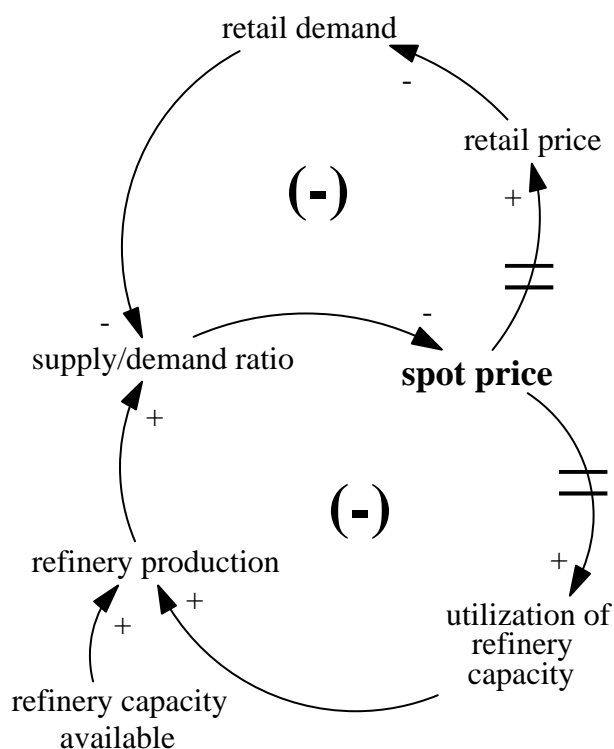 retail demand
-
retail price
(-)
+
-
-
supply/demand ratio
spot price
+
(-)
refinery production
+
+
+
utilization of
refinery
capacity
refinery capacity
available